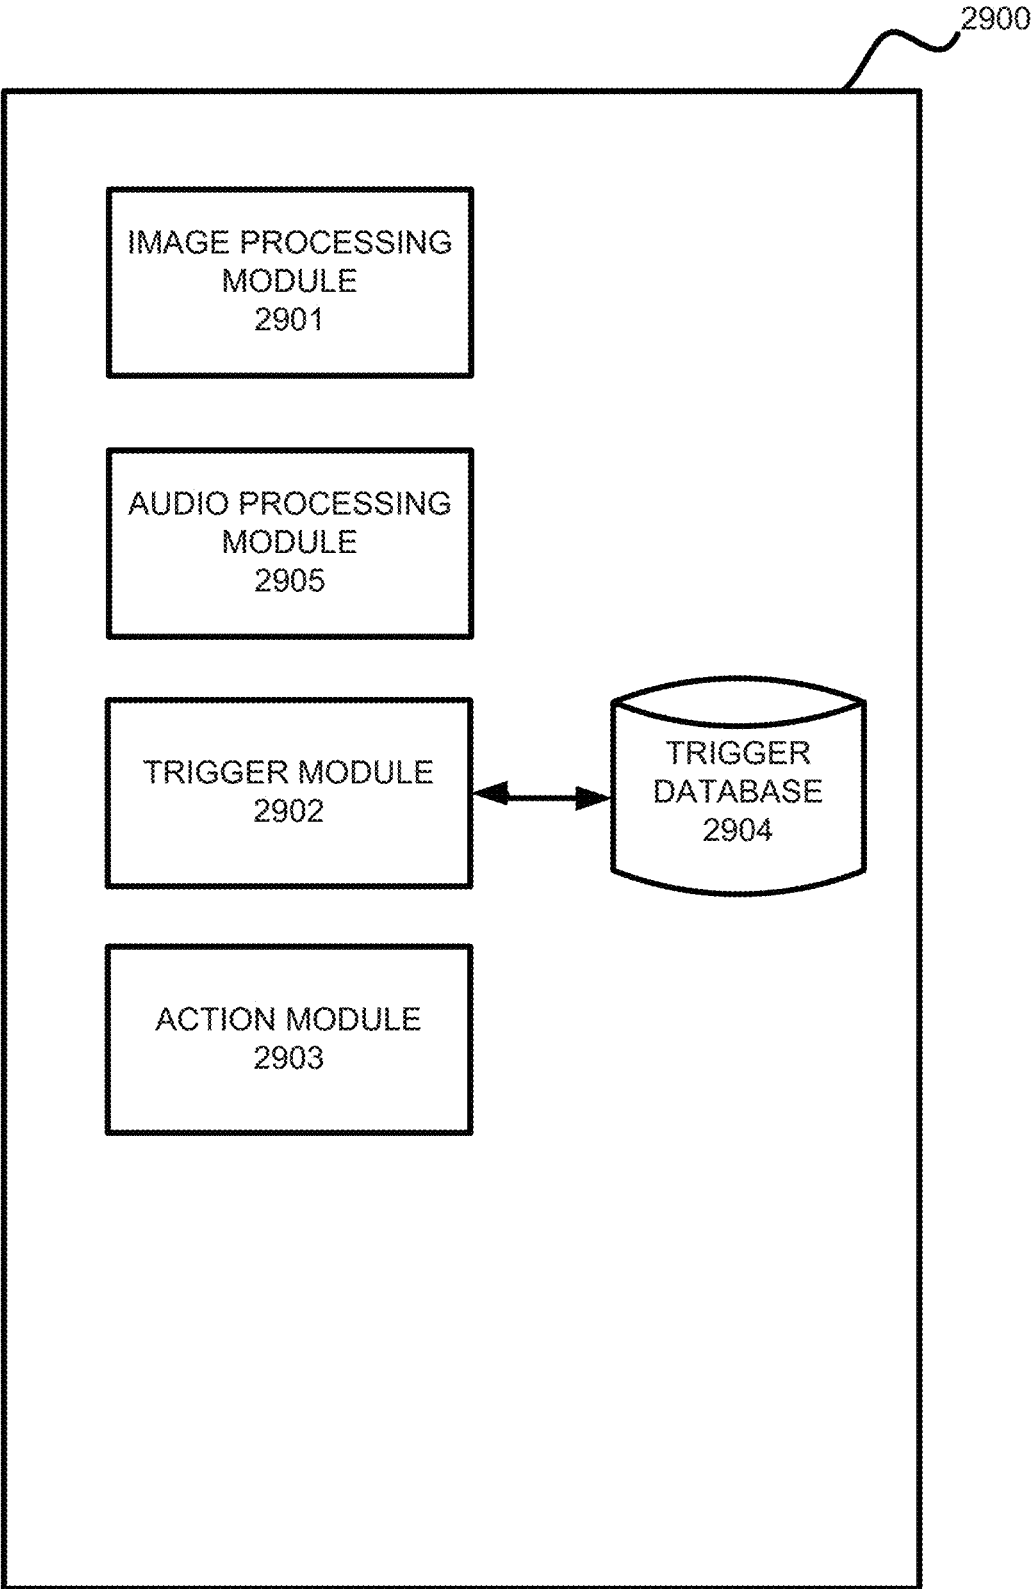 2900
IMAGE PROCESSING
MODULE
2901
AUDIO PROCESSING
MODULE
2905
TRIGGER MODULE
2902
TRIGGER
DATABASE
2904
ACTION MODULE
2903